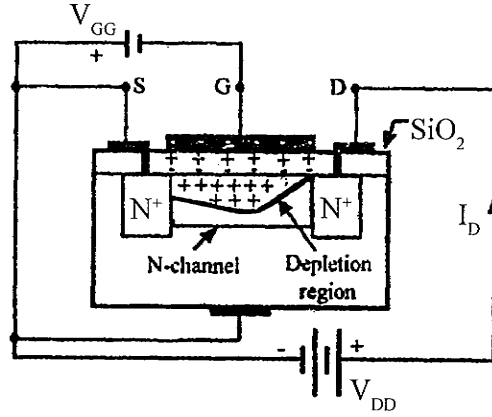 V_GG
+
S
G
D
SiO₂
+ + + + + +
+ + + + +
+ + +
N⁺
N⁺
I_D
N-channel
Depletion
region
-
+
V_DD